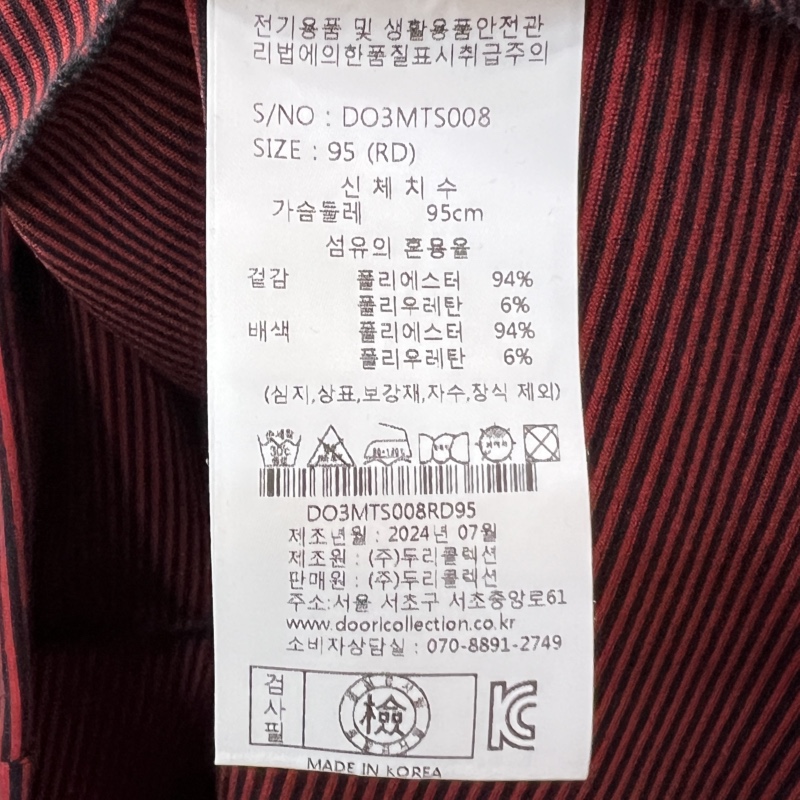 전기용품 및 생활용품안전관
리법에의한품질표시취급주의
S/NO : DO3MTS008
SIZE : 95 (RD)
신 체 치 수
가슴둘레 95cm
섬유의 혼용율
겉감 폴리에스터 94%
폴리우레탄 6%
배색 폴리에스터 94%
폴리우레탄 6%
(심지,상표,보강재,자수,장식 제외)
30℃
DO3MTS008RD95
제조년월 : 2024년 07월
제조원 : (주)두리콜렉션
판매원 : (주)두리콜렉션
주소:서울 서초구 서초중앙로61
www.dooricollection.co.kr
소비자상담실 : 070-8891-2749
검사필
檢
KC
MADE IN KOREA